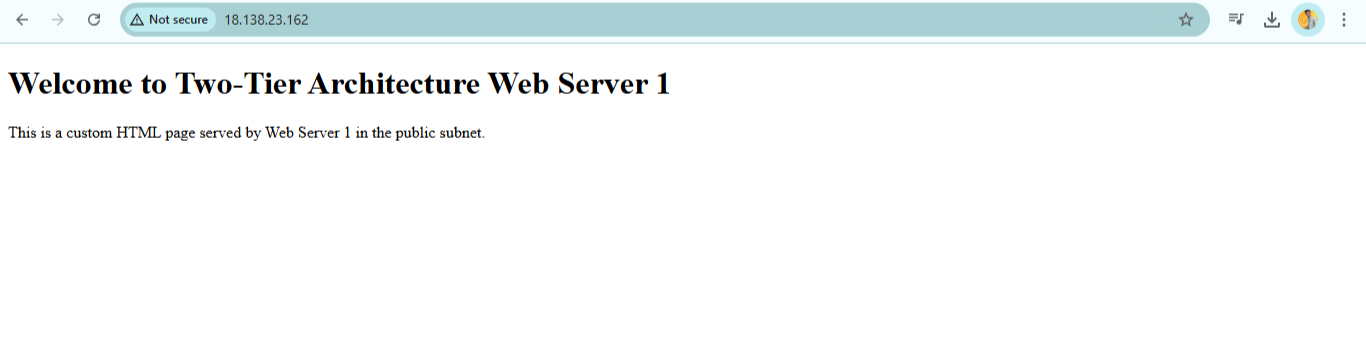 Not secure 18.138.23.162
Welcome to Two-Tier Architecture Web Server 1
This is a custom HTML page served by Web Server 1 in the public subnet.